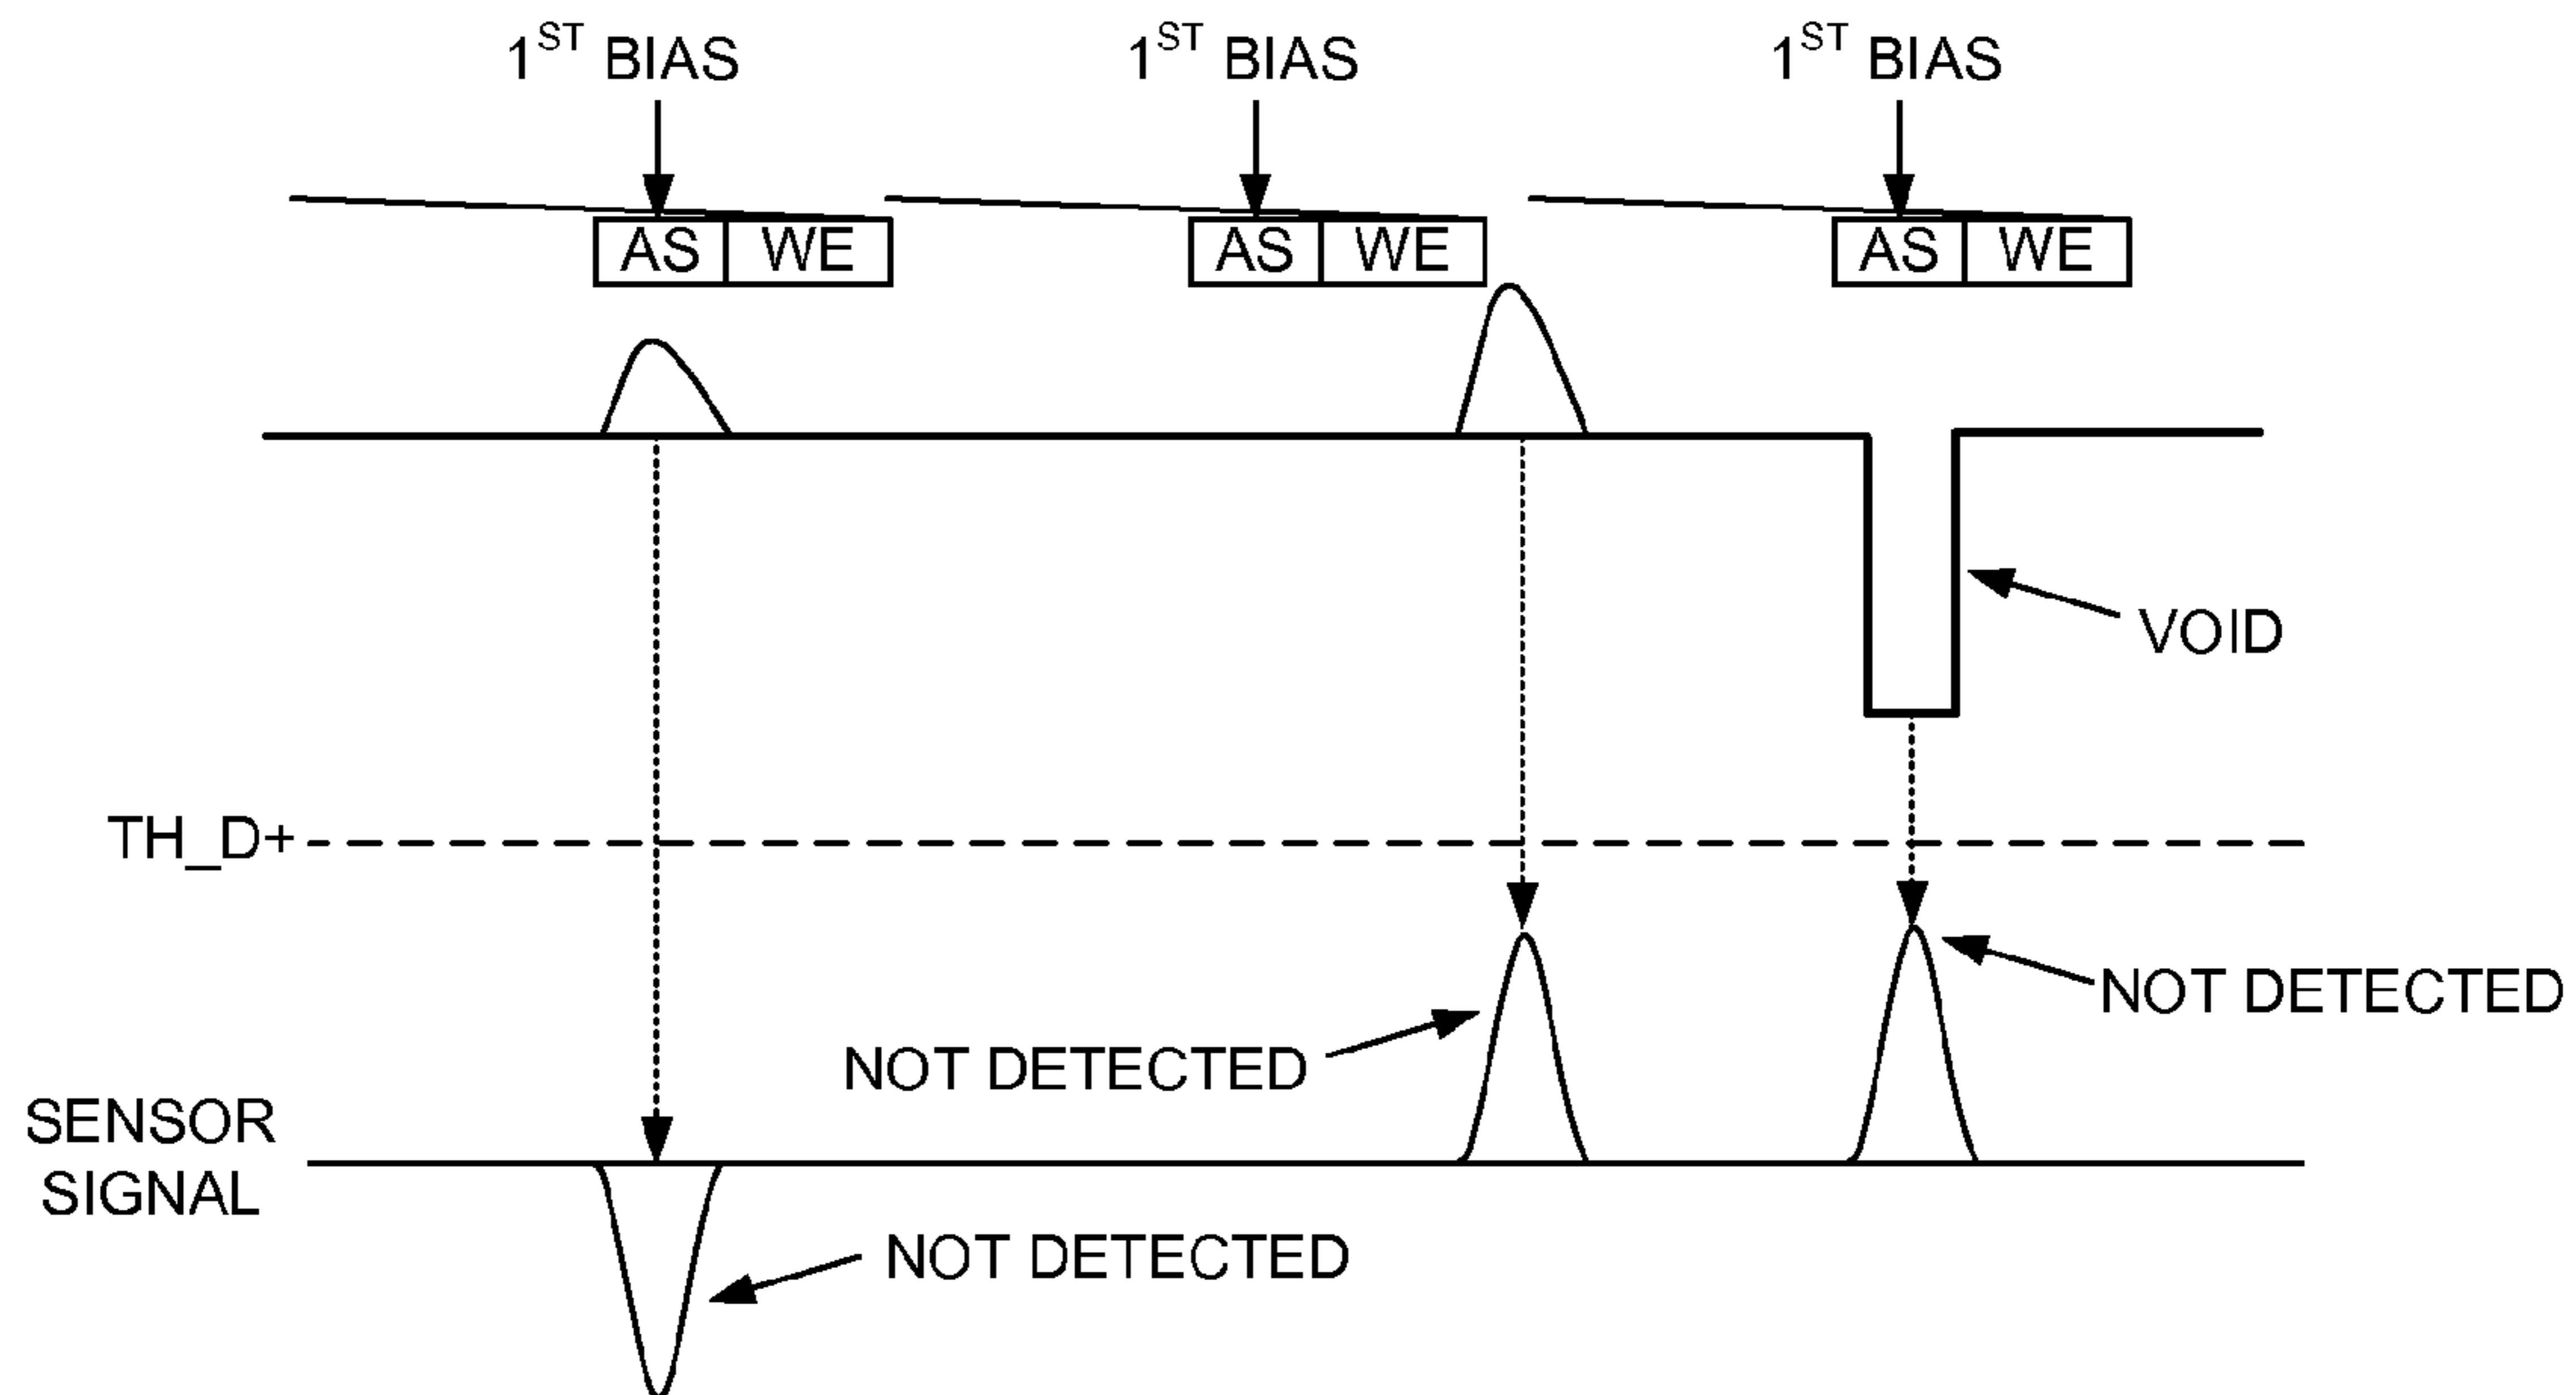 1ST BIAS 1ST BIAS 1ST BIAS
AS WE AS WE AS WE
VOID
TH_D+
NOT DETECTED
NOT DETECTED
SENSOR
SIGNAL
NOT DETECTED